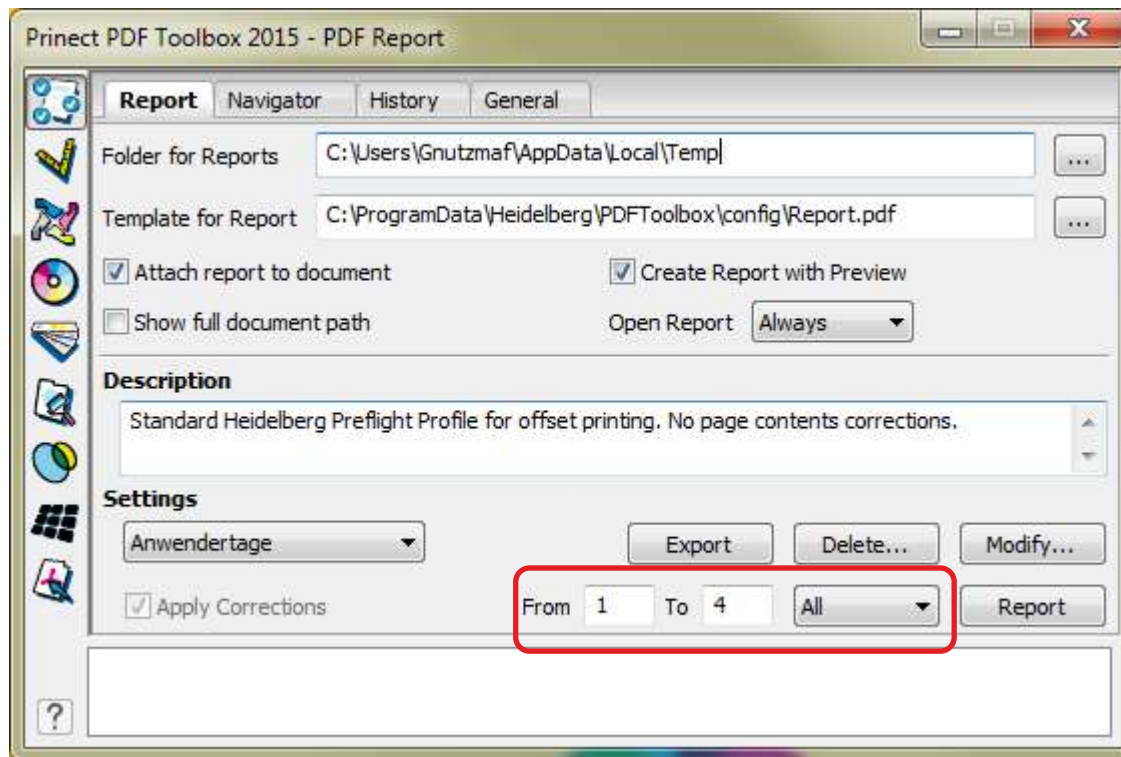 Prinect PDF Toolbox 2015 - PDF Report
Report Navigator History General
Folder for Reports C:\Users\Gnutzmaf\AppData\Local\Temp ...
Template for Report C:\ProgramData\Heidelberg\PDFToolbox\config\Report.pdf ...
Attach report to document Create Report with Preview
Show full document path Open Report Always
Description
Standard Heidelberg Preflight Profile for offset printing. No page contents corrections.
Settings
Anwendertage Export Delete... Modify...
Apply Corrections From 1 To 4 All Report
?